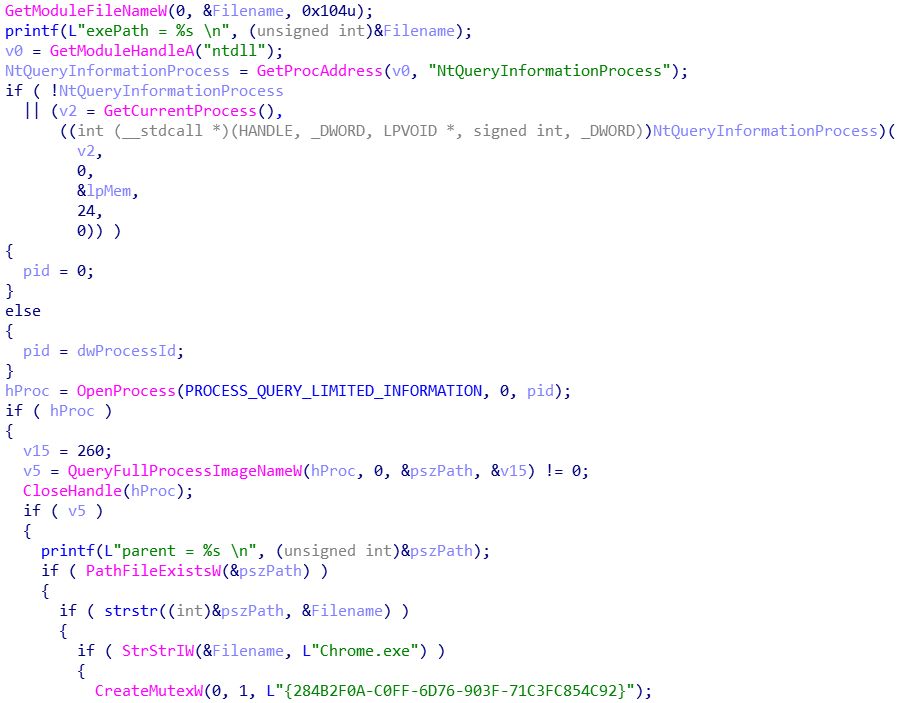 GetModuleFileNameW(0, &Filename, 0x104u);
printf(L"exePath = %s \n", (unsigned int)&Filename);
v0 = GetModuleHandleA("ntdll");
NtQueryInformationProcess = GetProcAddress(v0, "NtQueryInformationProcess");
if ( !NtQueryInformationProcess
  || (v2 = GetCurrentProcess(),
      ((int (__stdcall *)(HANDLE, _DWORD, LPVOID *, signed int, _DWORD))NtQueryInformationProcess)(
        v2,
        0,
        &lpMem,
        24,
        0)) )
{
  pid = 0;
}
else
{
  pid = dwProcessId;
}
hProc = OpenProcess(PROCESS_QUERY_LIMITED_INFORMATION, 0, pid);
if ( hProc )
{
  v15 = 260;
  v5 = QueryFullProcessImageNameW(hProc, 0, &pszPath, &v15) != 0;
  CloseHandle(hProc);
  if ( v5 )
  {
    printf(L"parent = %s \n", (unsigned int)&pszPath);
    if ( PathFileExistsW(&pszPath) )
    {
      if ( strstr((int)&pszPath, &Filename) )
      {
        if ( StrStrIW(&Filename, L"Chrome.exe") )
        {
          CreateMutexW(0, 1, L"{284B2F0A-C0FF-6D76-903F-71C3FC854C92}");